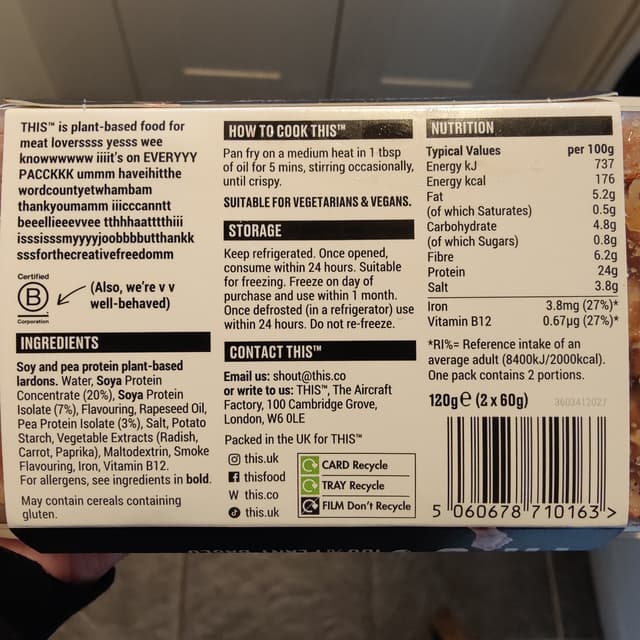 THIS™ is plant-based food for
meat loverssss yesss wee
knowwwwww iiiit's on EVERYYY
PACCKKK ummm haveihitthe
wordcountyetwhambam
thankyoumamm iiicccanntt
beeellieeevvee tthhhaatttthiii
isssisssmyyyyjoobbbbbutthankk
sssforthecreativefreedomm
Certified
B
Corporation
(Also, we're v v
well-behaved)
INGREDIENTS
Soy and pea protein plant-based
lardons. Water, Soya Protein
Concentrate (20%), Soya Protein
Isolate (7%), Flavouring, Rapeseed Oil,
Pea Protein Isolate (3%), Salt, Potato
Starch, Vegetable Extracts (Radish,
Carrot, Paprika), Maltodextrin, Smoke
Flavouring, Iron, Vitamin B12.
For allergens, see ingredients in bold.
May contain cereals containing
gluten.
HOW TO COOK THIS™
Pan fry on a medium heat in 1 tbsp
of oil for 5 mins, stirring occasionally,
until crispy.
SUITABLE FOR VEGETARIANS & VEGANS.
STORAGE
Keep refrigerated. Once opened,
consume within 24 hours. Suitable
for freezing. Freeze on day of
purchase and use within 1 month.
Once defrosted (in a refrigerator) use
within 24 hours. Do not re-freeze.
CONTACT THIS™
Email us: shout@this.co
or write to us: THIS™, The Aircraft
Factory, 100 Cambridge Grove,
London, W6 0LE
Packed in the UK for THIS™
this.uk
thisfood
W this.co
this.uk
CARD Recycle
TRAY Recycle
FILM Don't Recycle
NUTRITION
Typical Values per 100g
Energy kJ 737
Energy kcal 176
Fat 5.2g
(of which Saturates) 0.5g
Carbohydrate 4.8g
(of which Sugars) 0.8g
Fibre 6.2g
Protein 24g
Salt 3.8g
Iron 3.8mg (27%)*
Vitamin B12 0.67µg (27%)*
*RI%= Reference intake of an
average adult (8400kJ/2000kcal).
One pack contains 2 portions.
120g e (2 x 60g)
3603412027
5 060678 710163 >